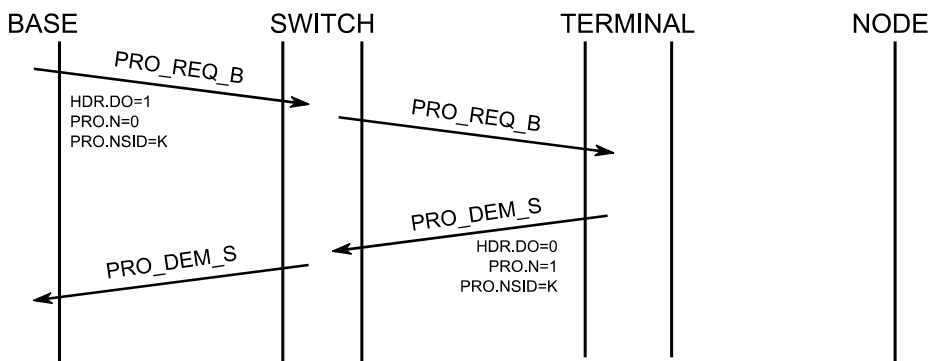 BASE SWITCH TERMINAL NODE
PRO_REQ_B
HDR.DO=1
PRO.N=0
PRO.NSID=K
PRO_REQ_B
PRO_DEM_S
HDR.DO=0
PRO.N=1
PRO.NSID=K
PRO_DEM_S